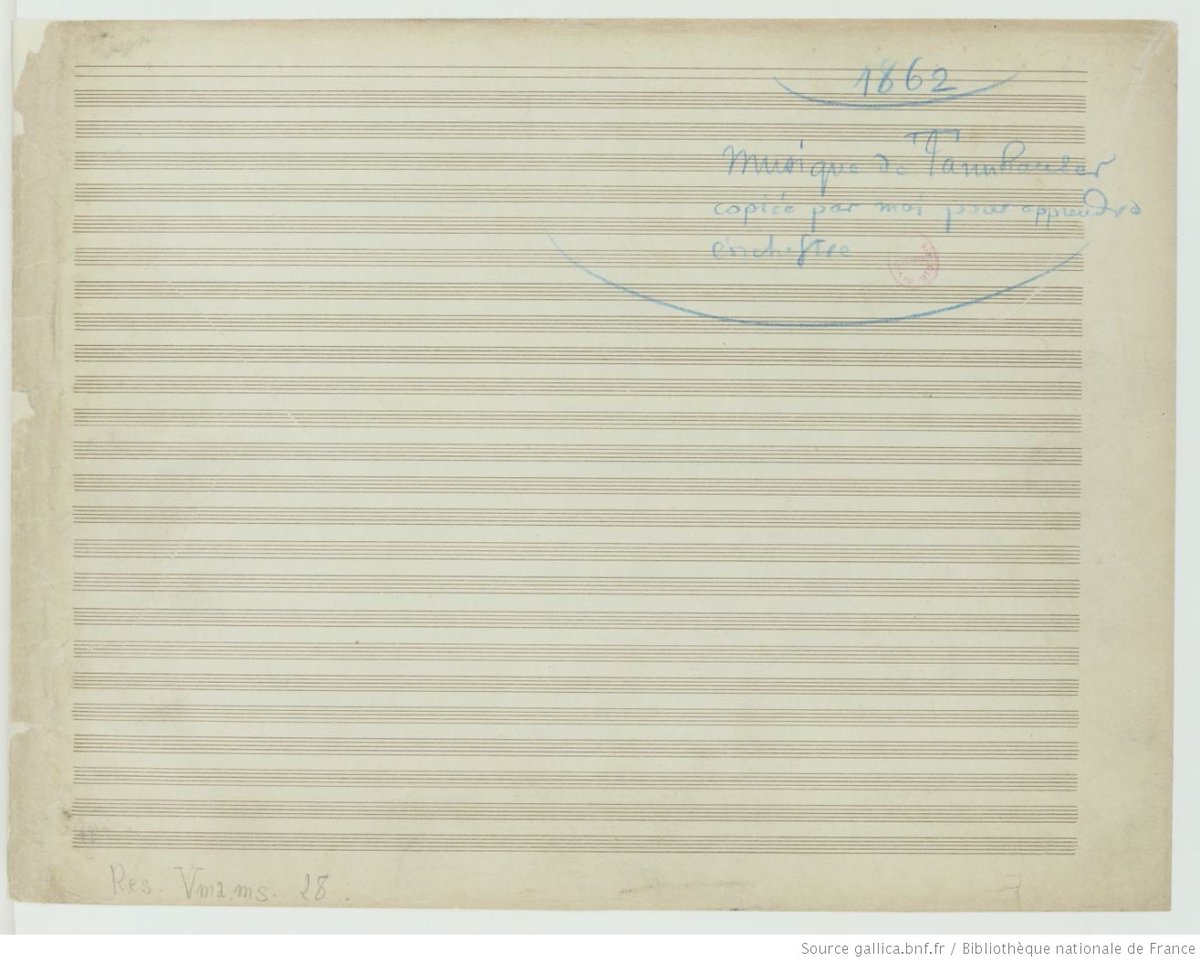 1862
Musique de Tannhauser
copiée par moi pour apprendre
l'orchestre
Res. Vma. ms. 28.
Source gallica.bnf.fr / Bibliothèque nationale de France